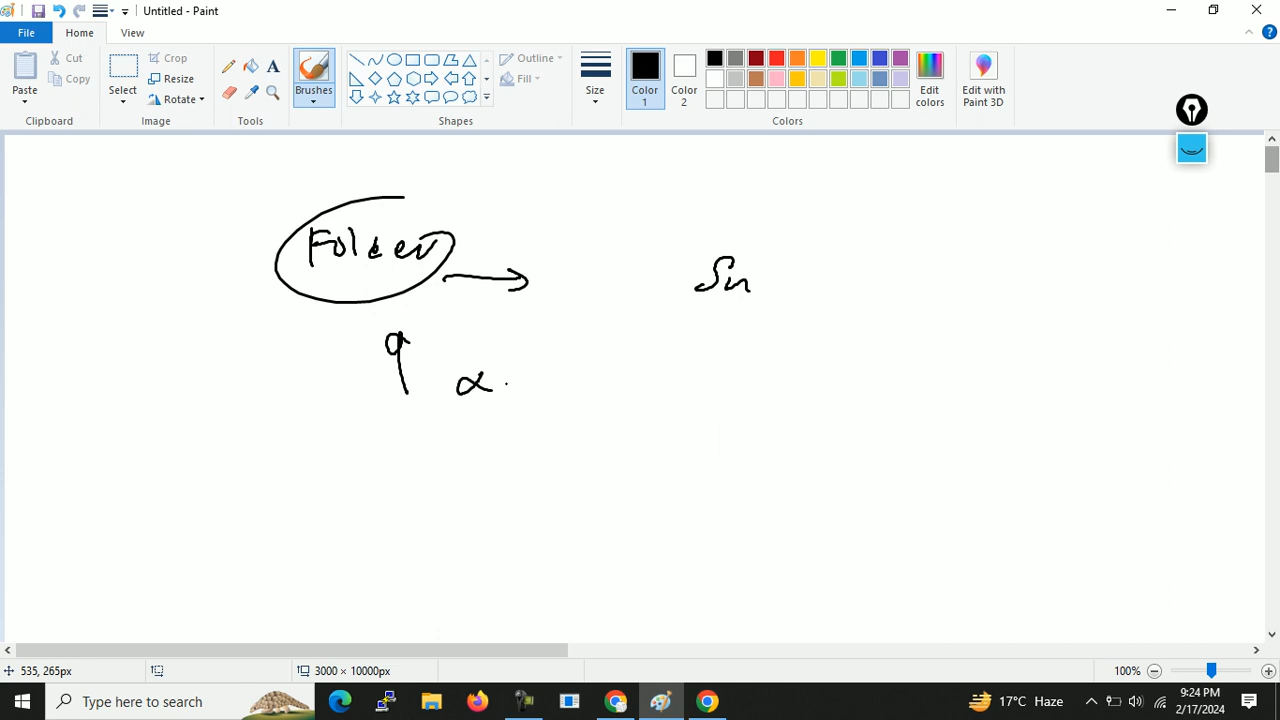 Untitled - Paint
File
Home
View
Paste
Cut
Copy
Clipboard
Select
Crop
Resize
Rotate
Image
A
Tools
Brushes
Outline
Fill
Shapes
Size
Color 1
Color 2
Edit colors
Colors
Edit with Paint 3D
Folder
Sn
535, 265px
3000 × 10000px
100%
Type here to search
17°C Haze
9:24 PM
2/17/2024